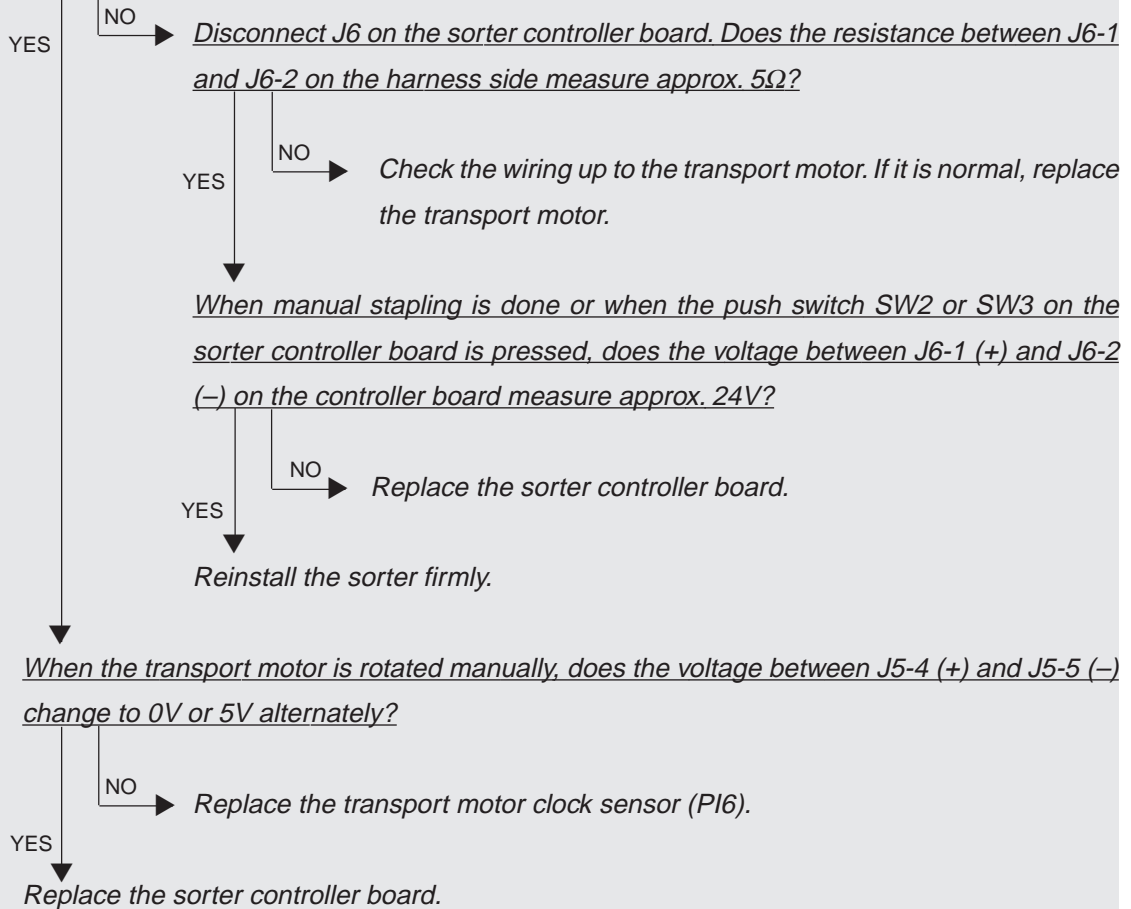 NO
YES
Disconnect J6 on the sorter controller board. Does the resistance between J6-1
and J6-2 on the harness side measure approx. 5Ω?
NO
YES
Check the wiring up to the transport motor. If it is normal, replace
the transport motor.
When manual stapling is done or when the push switch SW2 or SW3 on the
sorter controller board is pressed, does the voltage between J6-1 (+) and J6-2
(–) on the controller board measure approx. 24V?
NO
Replace the sorter controller board.
YES
Reinstall the sorter firmly.
When the transport motor is rotated manually, does the voltage between J5-4 (+) and J5-5 (–)
change to 0V or 5V alternately?
NO
Replace the transport motor clock sensor (PI6).
YES
Replace the sorter controller board.